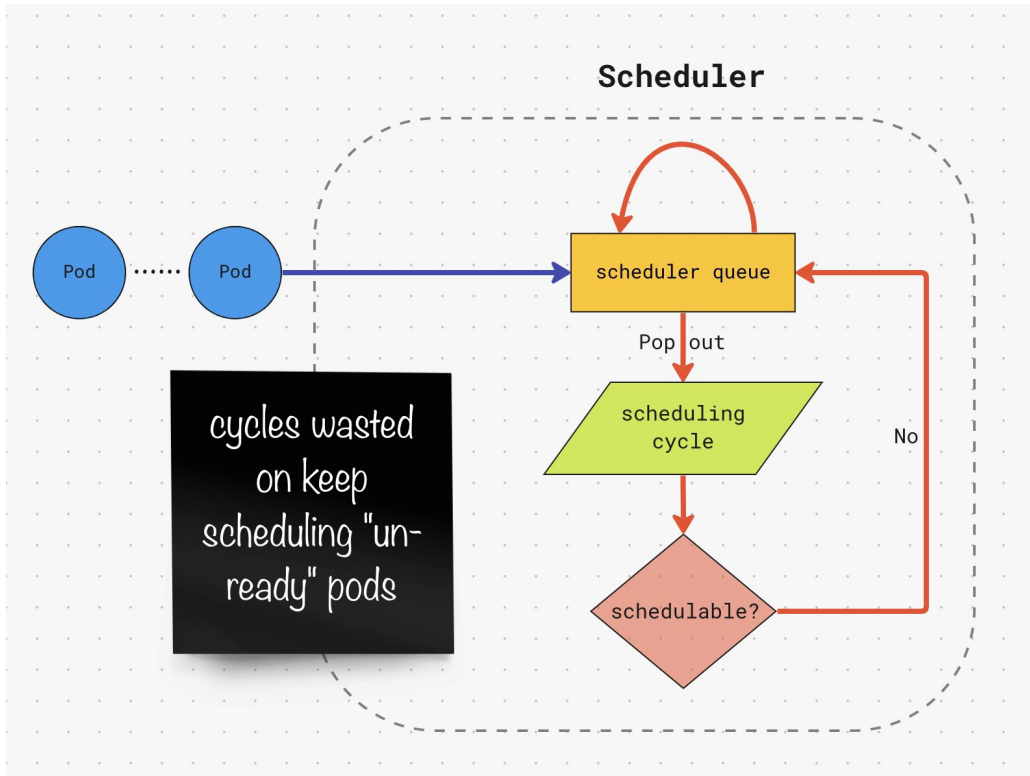 Scheduler
Pod
Pod
scheduler queue
Pop out
scheduling
cycle
No
schedulable?
cycles wasted
on keep
scheduling "un-
ready" pods